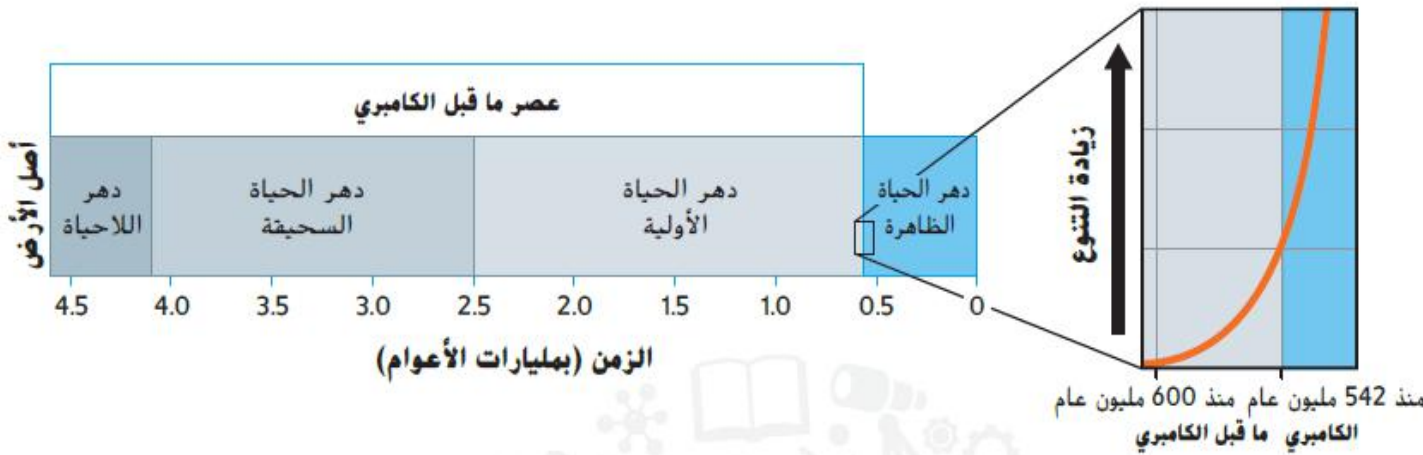 عصر ما قبل الكامبري
أصل الأرض
دهر
اللاحياة
دهر الحياة
السحيقة
دهر الحياة
الأولية
دهر الحياة
الظاهرة
4.5 4.0 3.5 3.0 2.5 2.0 1.5 1.0 0.5 0
الزمن (بمليارات الأعوام)
زيادة التنوع
منذ 542 مليون عام
الكامبري
منذ 600 مليون عام
ما قبل الكامبري